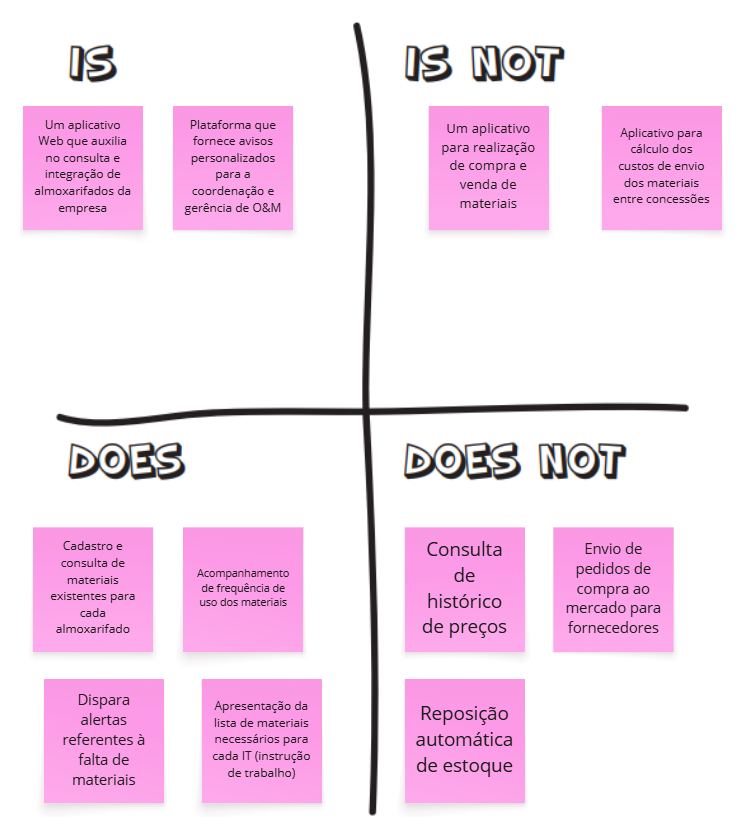 IS
Um aplicativo
Web que auxilia
no consulta e
integração de
almoxarifados da
empresa
Plataforma que
fornece avisos
personalizados
para a
coordenação e
gerência de O&M
IS NOT
Um aplicativo
para realização
de compra e
venda de
materiais
Aplicativo para
cálculo dos
custos de envio
dos materiais
entre concessões
DOES
Cadastro e
consulta de
materiais
existentes para
cada
almoxarifado
Acompanhamento
de frequência de
uso dos materiais
Dispara
alertas
referentes à
falta de
materiais
Apresentação da
lista de materiais
necessários para
cada IT (instrução
de trabalho)
DOES NOT
Consulta
de
histórico
de preços
Envio de
pedidos de
compra ao
mercado para
fornecedores
Reposição
automática
de estoque